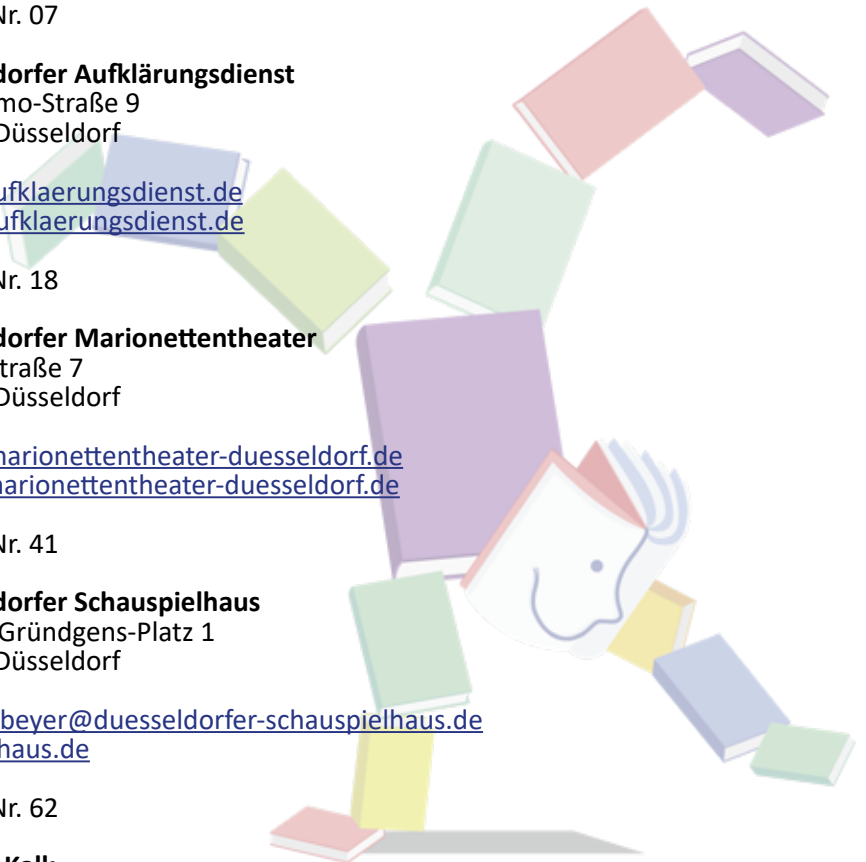 Nr. 07
dorfer Aufklärungsdienst
mo-Straße 9
Düsseldorf
ufklaerungsdienst.de
ufklaerungsdienst.de
Nr. 18
dorfer Marionettentheater
traße 7
Düsseldorf
marionettentheater-duesseldorf.de
marionettentheater-duesseldorf.de
Nr. 41
dorfer Schauspielhaus
Gründgens-Platz 1
Düsseldorf
beyer@duesseldorfer-schauspielhaus.de
haus.de
Nr. 62